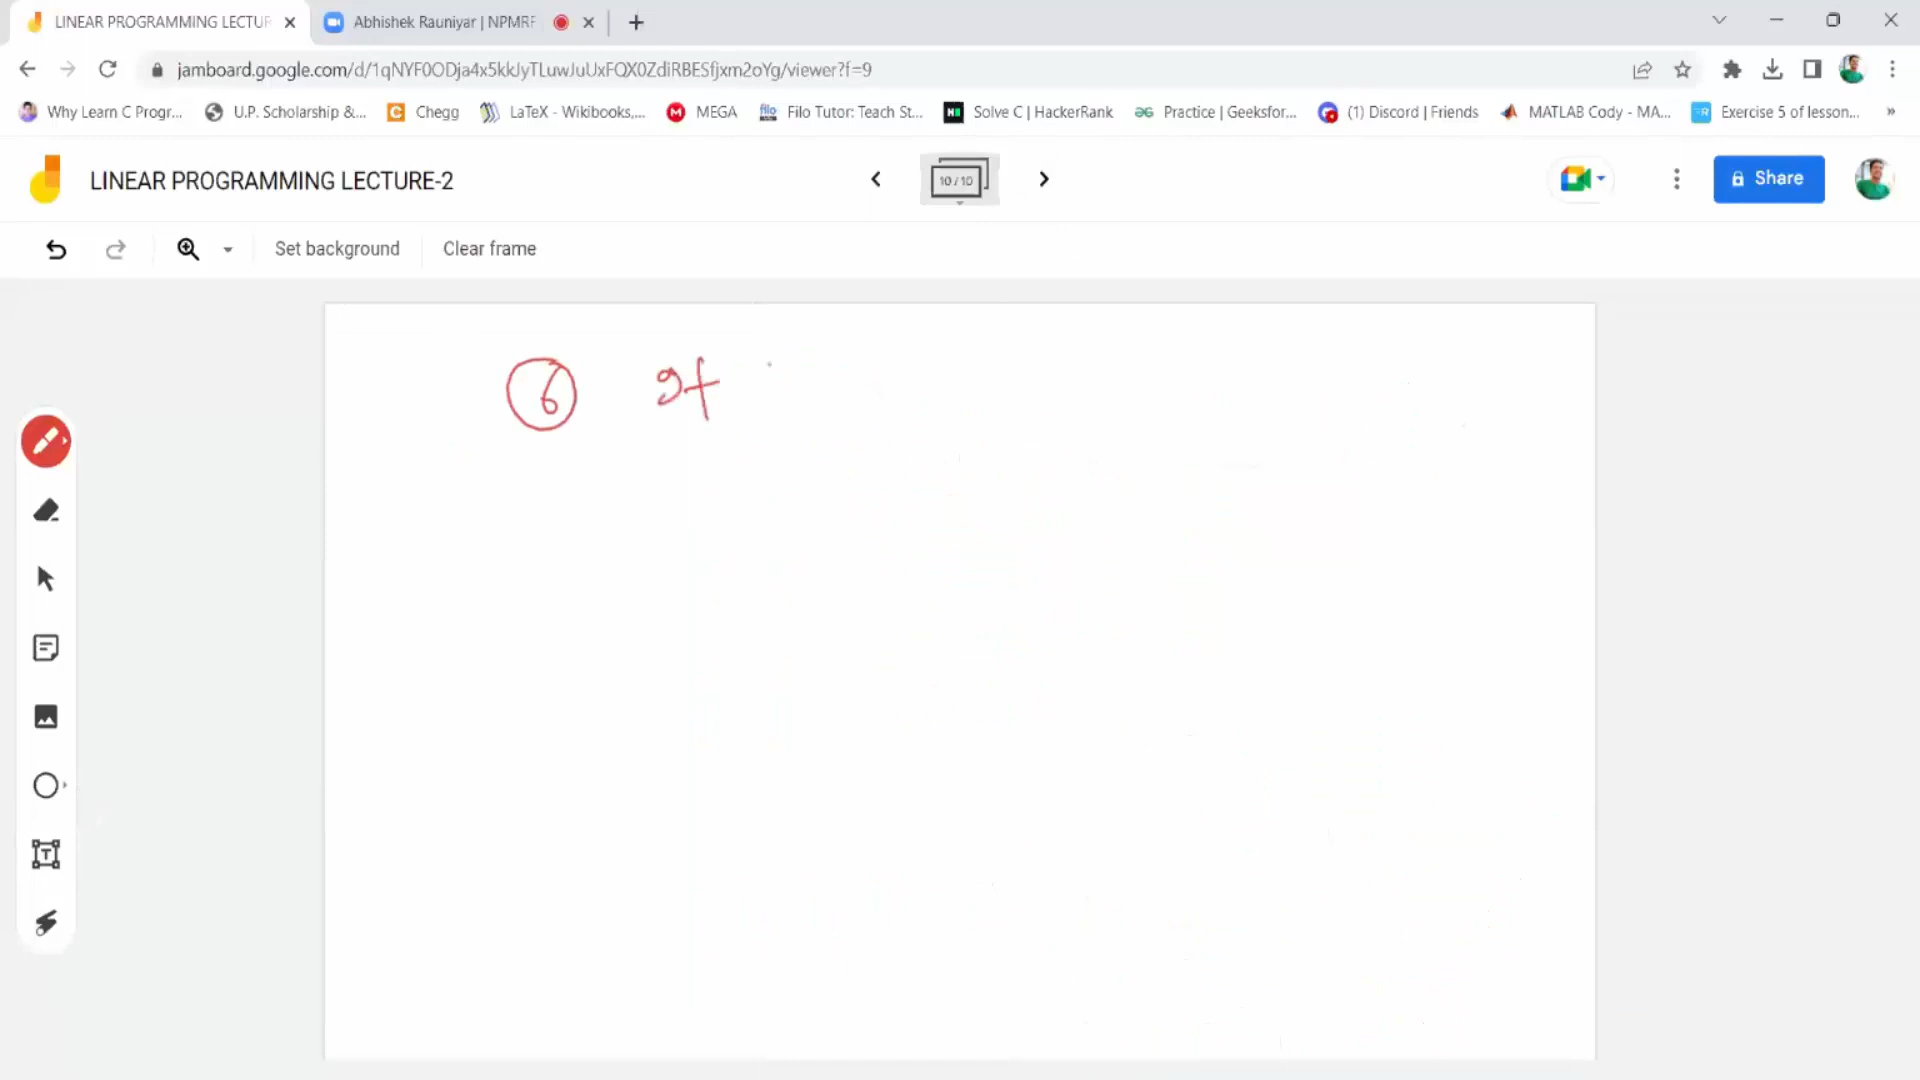 LINEAR PROGRAMMING LECTUR
Abhishek Rauniyar | NPMRF
jamboard.google.com/d/1qNYF0ODja4x5kkJyTLuwJuUxFQX0ZdiRBESfjxm2oYg/viewer?f=9
Why Learn C Progr... U.P. Scholarship &... Chegg LaTeX - Wikibooks,... MEGA Filo Tutor: Teach St... Solve C | HackerRank Practice | Geeksfor... (1) Discord | Friends MATLAB Cody - MA... Exercise 5 of lesson... »
LINEAR PROGRAMMING LECTURE-2
10 / 10
Share
Set background Clear frame
6 If